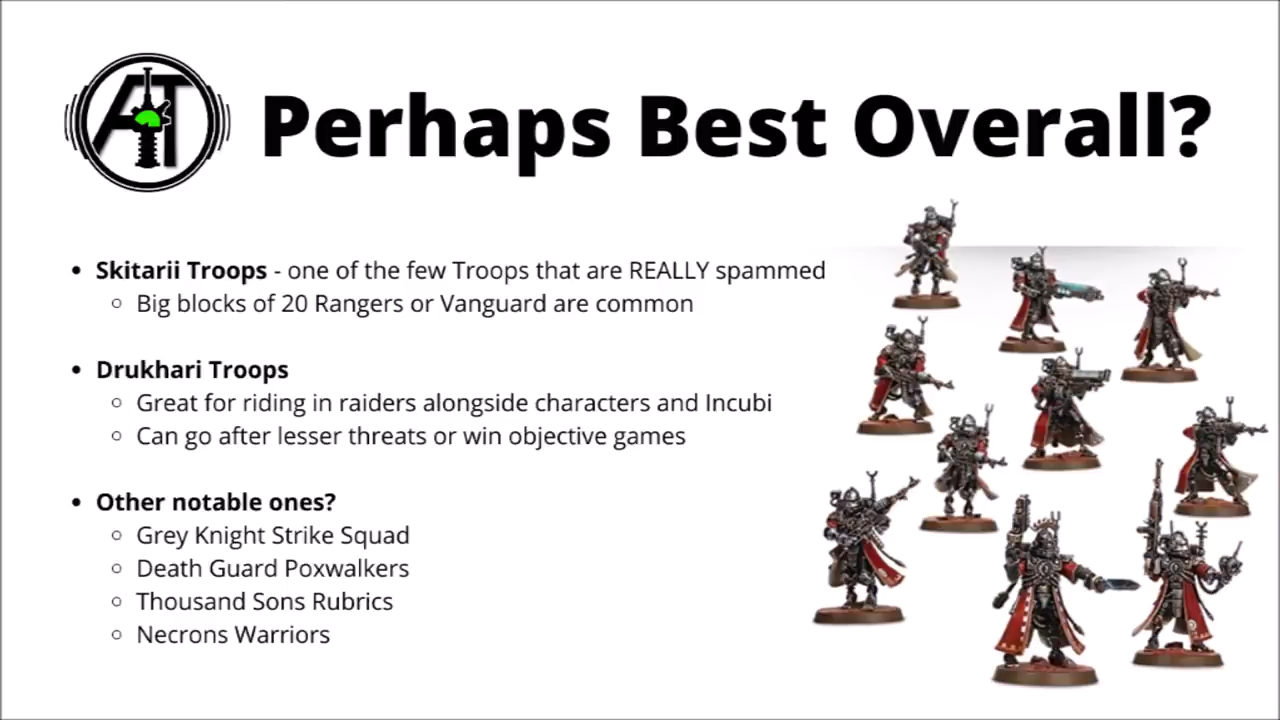 AT
Perhaps Best Overall?
• Skitarii Troops - one of the few Troops that are REALLY spammed
○ Big blocks of 20 Rangers or Vanguard are common
• Drukhari Troops
○ Great for riding in raiders alongside characters and Incubi
○ Can go after lesser threats or win objective games
• Other notable ones?
○ Grey Knight Strike Squad
○ Death Guard Poxwalkers
○ Thousand Sons Rubrics
○ Necrons Warriors